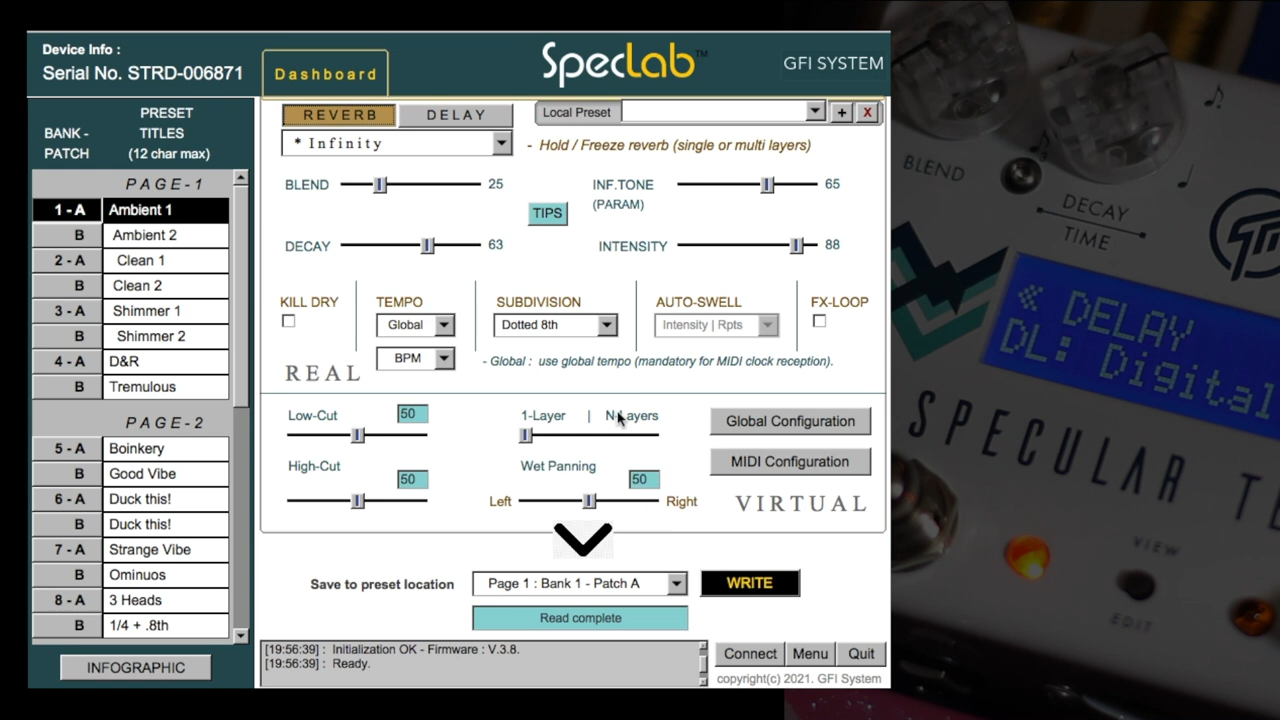 Device Info :
Serial No. STRD-006871
Dashboard
SpecLab™
GFI SYSTEM
BANK - PATCH
PRESET TITLES (12 char max)
PAGE-1
1 - A Ambient 1
B Ambient 2
2 - A Clean 1
B Clean 2
3 - A Shimmer 1
B Shimmer 2
4 - A D&R
B Tremulous
PAGE-2
5 - A Boinkery
B Good Vibe
6 - A Duck this!
B Duck this!
7 - A Strange Vibe
B Ominuos
8 - A 3 Heads
B 1/4 + .8th
INFOGRAPHIC
REVERB DELAY
Local Preset + X
* Infinity
- Hold / Freeze reverb (single or multi layers)
BLEND 25
INF.TONE 65
(PARAM)
TIPS
DECAY 63
INTENSITY 88
KILL DRY TEMPO SUBDIVISION AUTO-SWELL FX-LOOP
Global Dotted 8th Intensity | Rpts
BPM
- Global : use global tempo (mandatory for MIDI clock reception).
REAL
Low-Cut 50
1-Layer | N-Layers
Global Configuration
High-Cut 50
Wet Panning 50
MIDI Configuration
Left Right
VIRTUAL
Save to preset location Page 1 : Bank 1 - Patch A WRITE
Read complete
[19:56:39] : Initialization OK - Firmware : V.3.8.
[19:56:39] : Ready.
Connect Menu Quit
copyright(c) 2021. GFI System
BLEND
DECAY
TIME
« DELAY
DL: Digital
SPECULAR TE
VIEW
EDIT